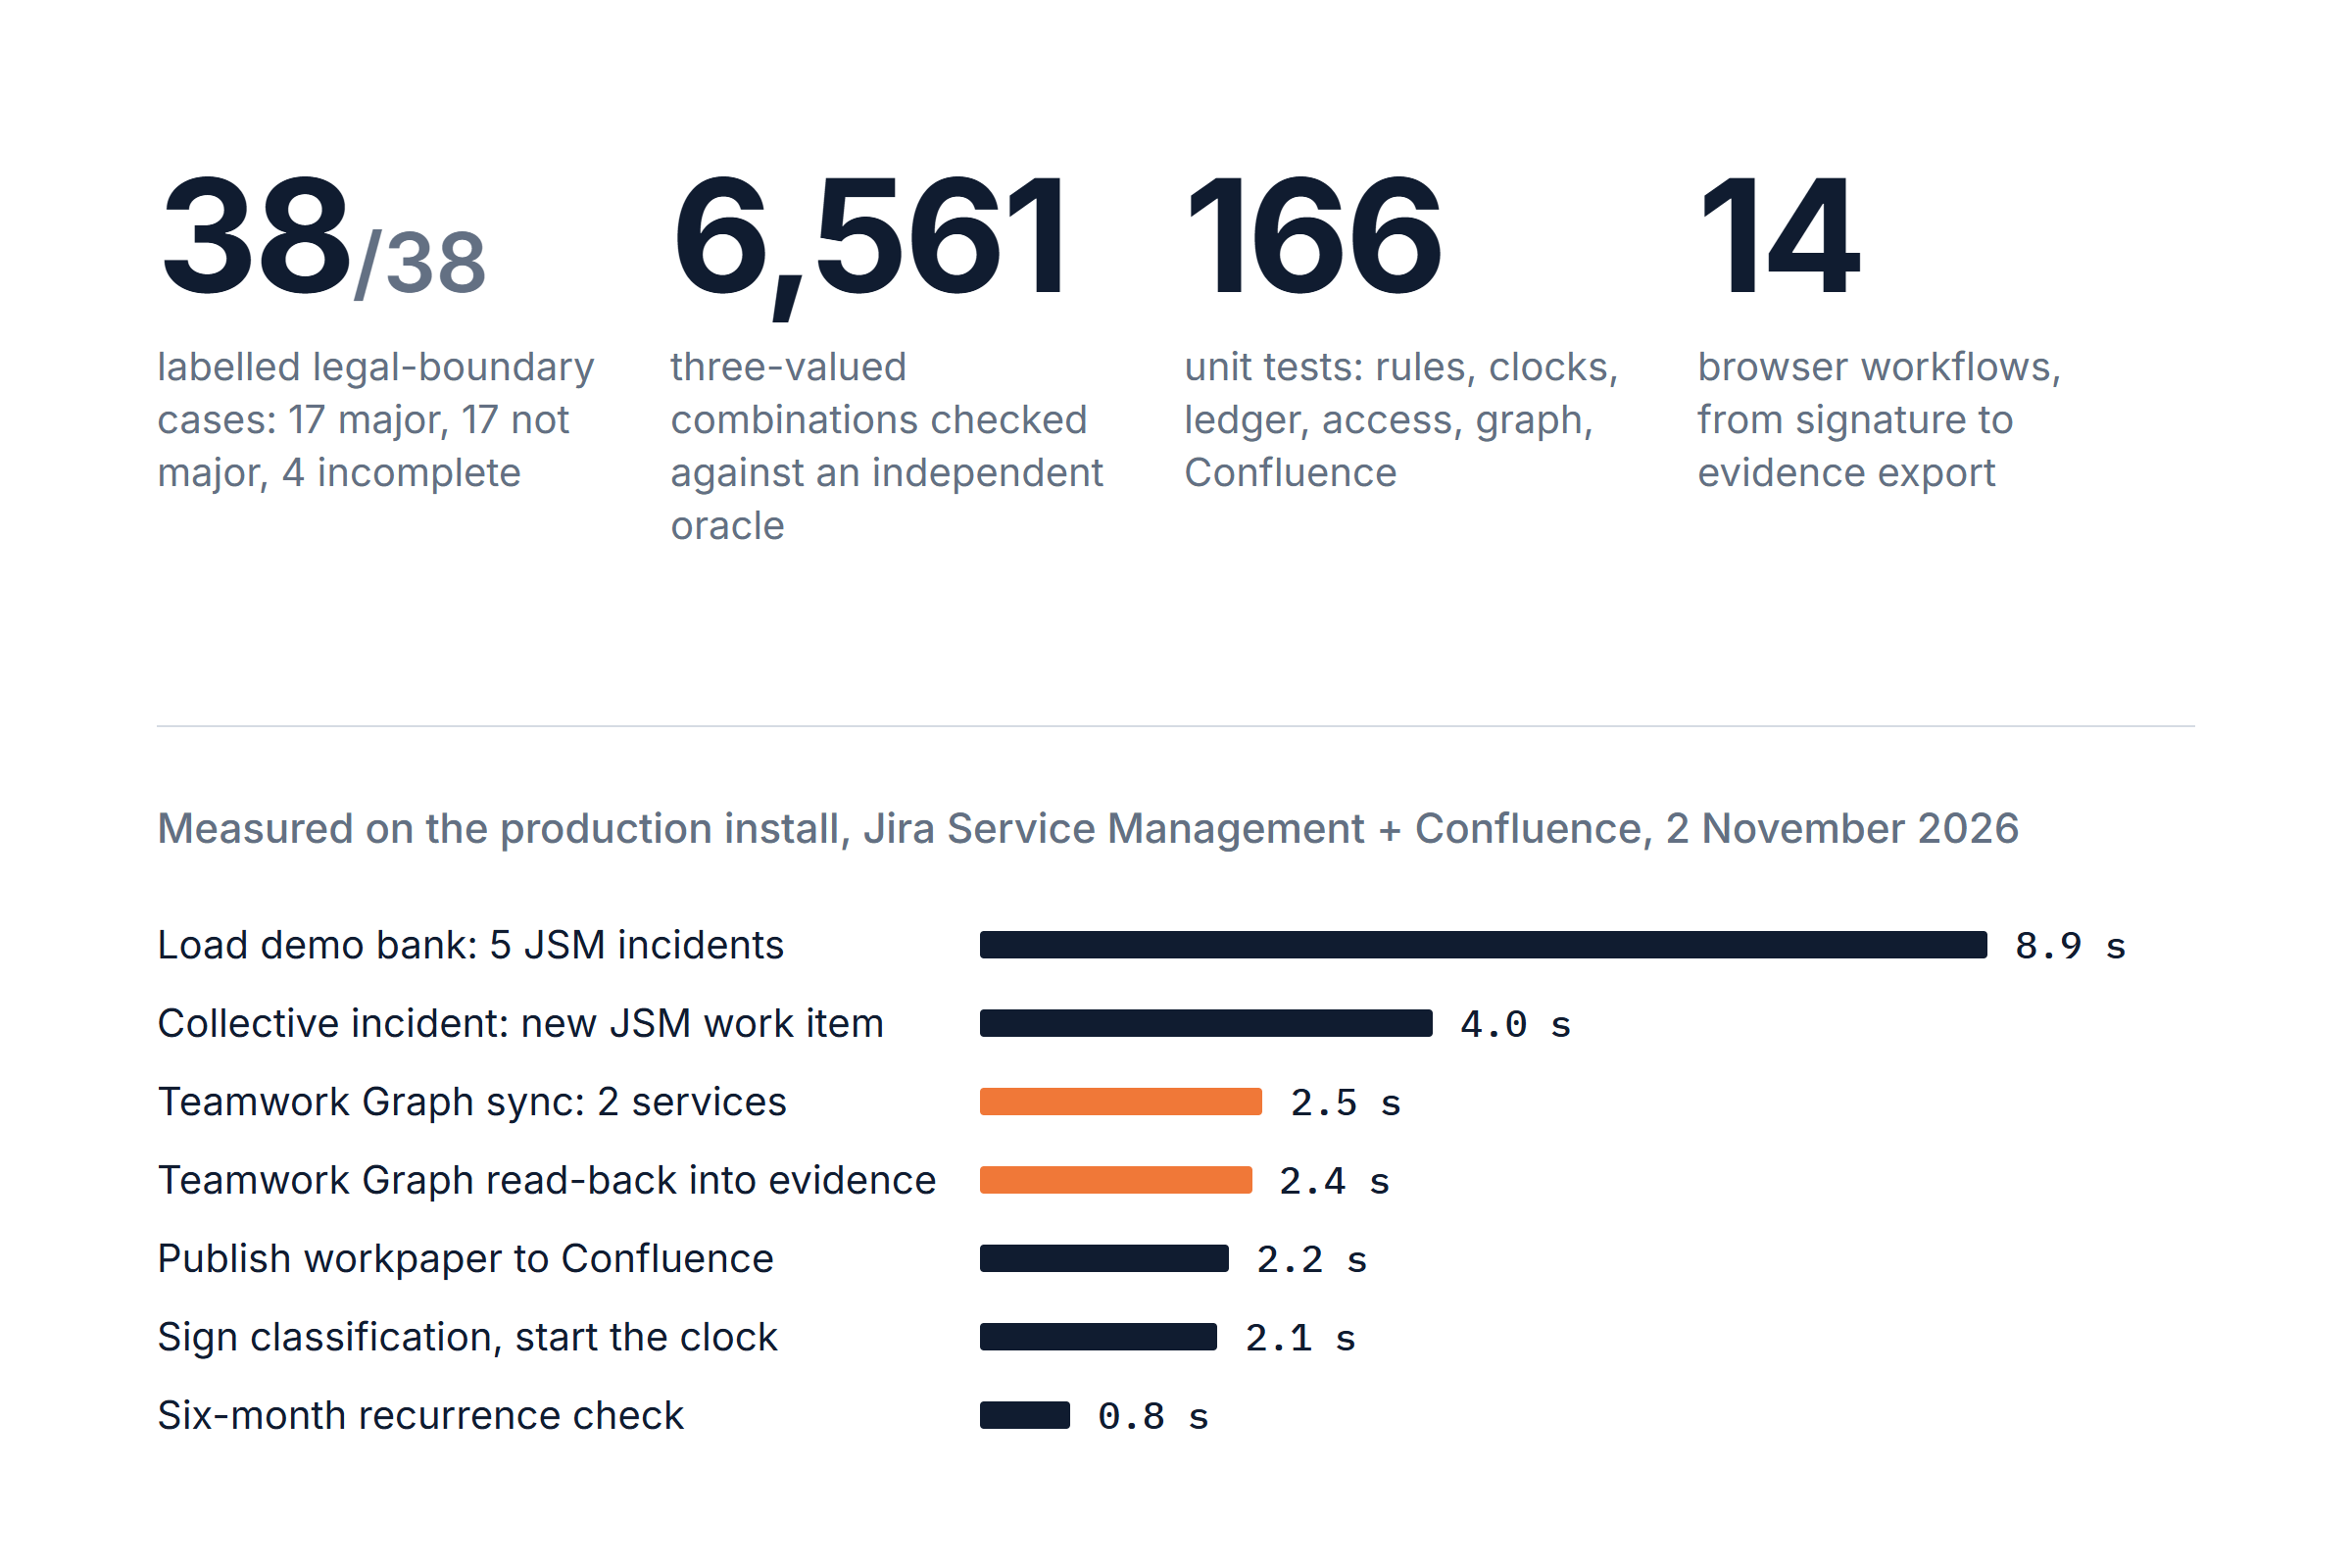 38/38
labelled legal-boundary
cases: 17 major, 17 not
major, 4 incomplete
6,561
three-valued
combinations checked
against an independent
oracle
166
unit tests: rules, clocks,
ledger, access, graph,
Confluence
14
browser workflows,
from signature to
evidence export
Measured on the production install, Jira Service Management + Confluence, 2 November 2026
Load demo bank: 5 JSM incidents 8.9 s
Collective incident: new JSM work item 4.0 s
Teamwork Graph sync: 2 services 2.5 s
Teamwork Graph read-back into evidence 2.4 s
Publish workpaper to Confluence 2.2 s
Sign classification, start the clock 2.1 s
Six-month recurrence check 0.8 s